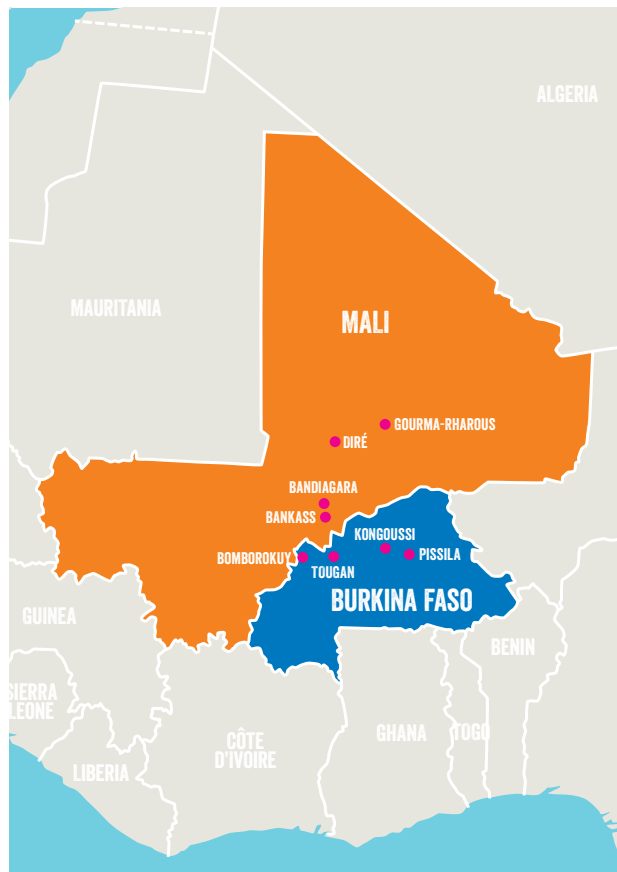 ALGERIA
MAURITANIA
MALI
GOURMA-RHAROUS
DIRÉ
BANDIAGARA
BANKASS
KONGOUSSI
BOMBOROKUY
PISSILA
TOUGAN
BURKINA FASO
GUINEA
BENIN
SIERRA
LEONE
CÔTE
D'IVOIRE
GHANA
TOGO
LIBERIA